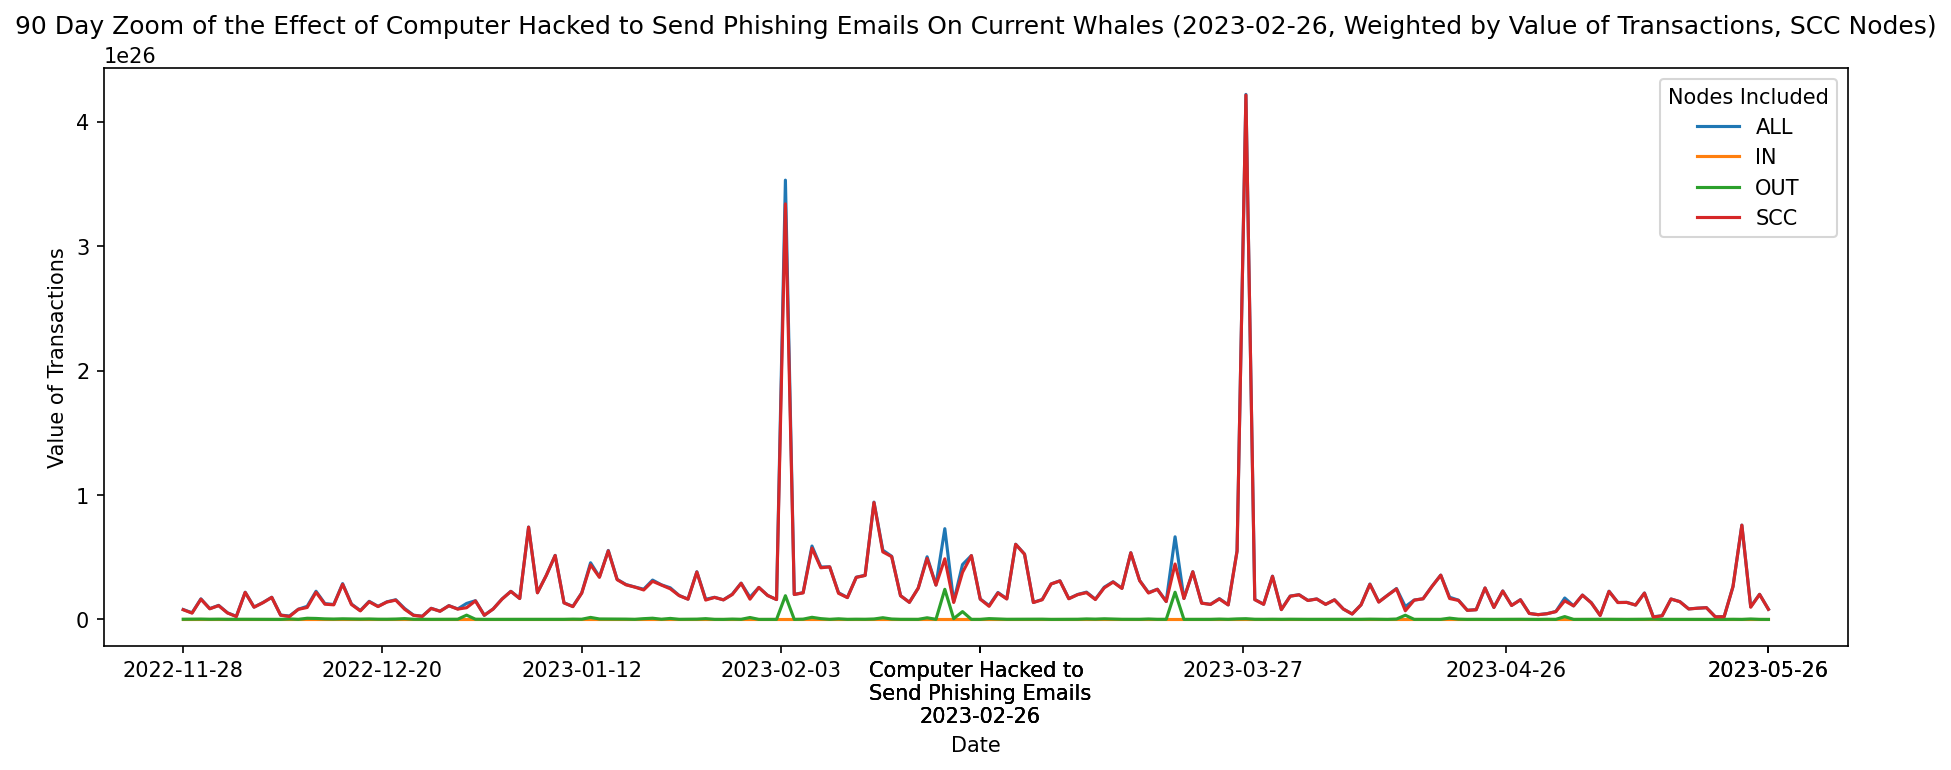 90 Day Zoom of the Effect of Computer Hacked to Send Phishing Emails On Current Whales (2023-02-26, Weighted by Value of Transactions, SCC Nodes)
1e26
Nodes Included
ALL
IN
OUT
SCC
4
3
2
1
0
Value of Transactions
2022-11-28
2022-12-20
2023-01-12
2023-02-03
Computer Hacked to
Send Phishing Emails
2023-02-26
2023-03-27
2023-04-26
2023-05-26
Date